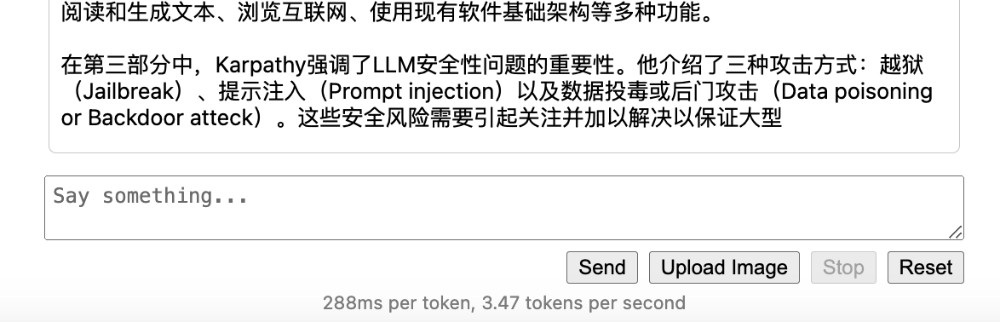 阅读和生成文本、浏览互联网、使用现有软件基础架构等多种功能。
在第三部分中，Karpathy强调了LLM安全性问题的重要性。他介绍了三种攻击方式：越狱
（Jailbreak）、提示注入（Prompt injection）以及数据投毒或后门攻击（Data poisoning
or Backdoor atteck）。这些安全风险需要引起关注并加以解决以保证大型
Say something...
Send Upload Image Stop Reset
288ms per token, 3.47 tokens per second